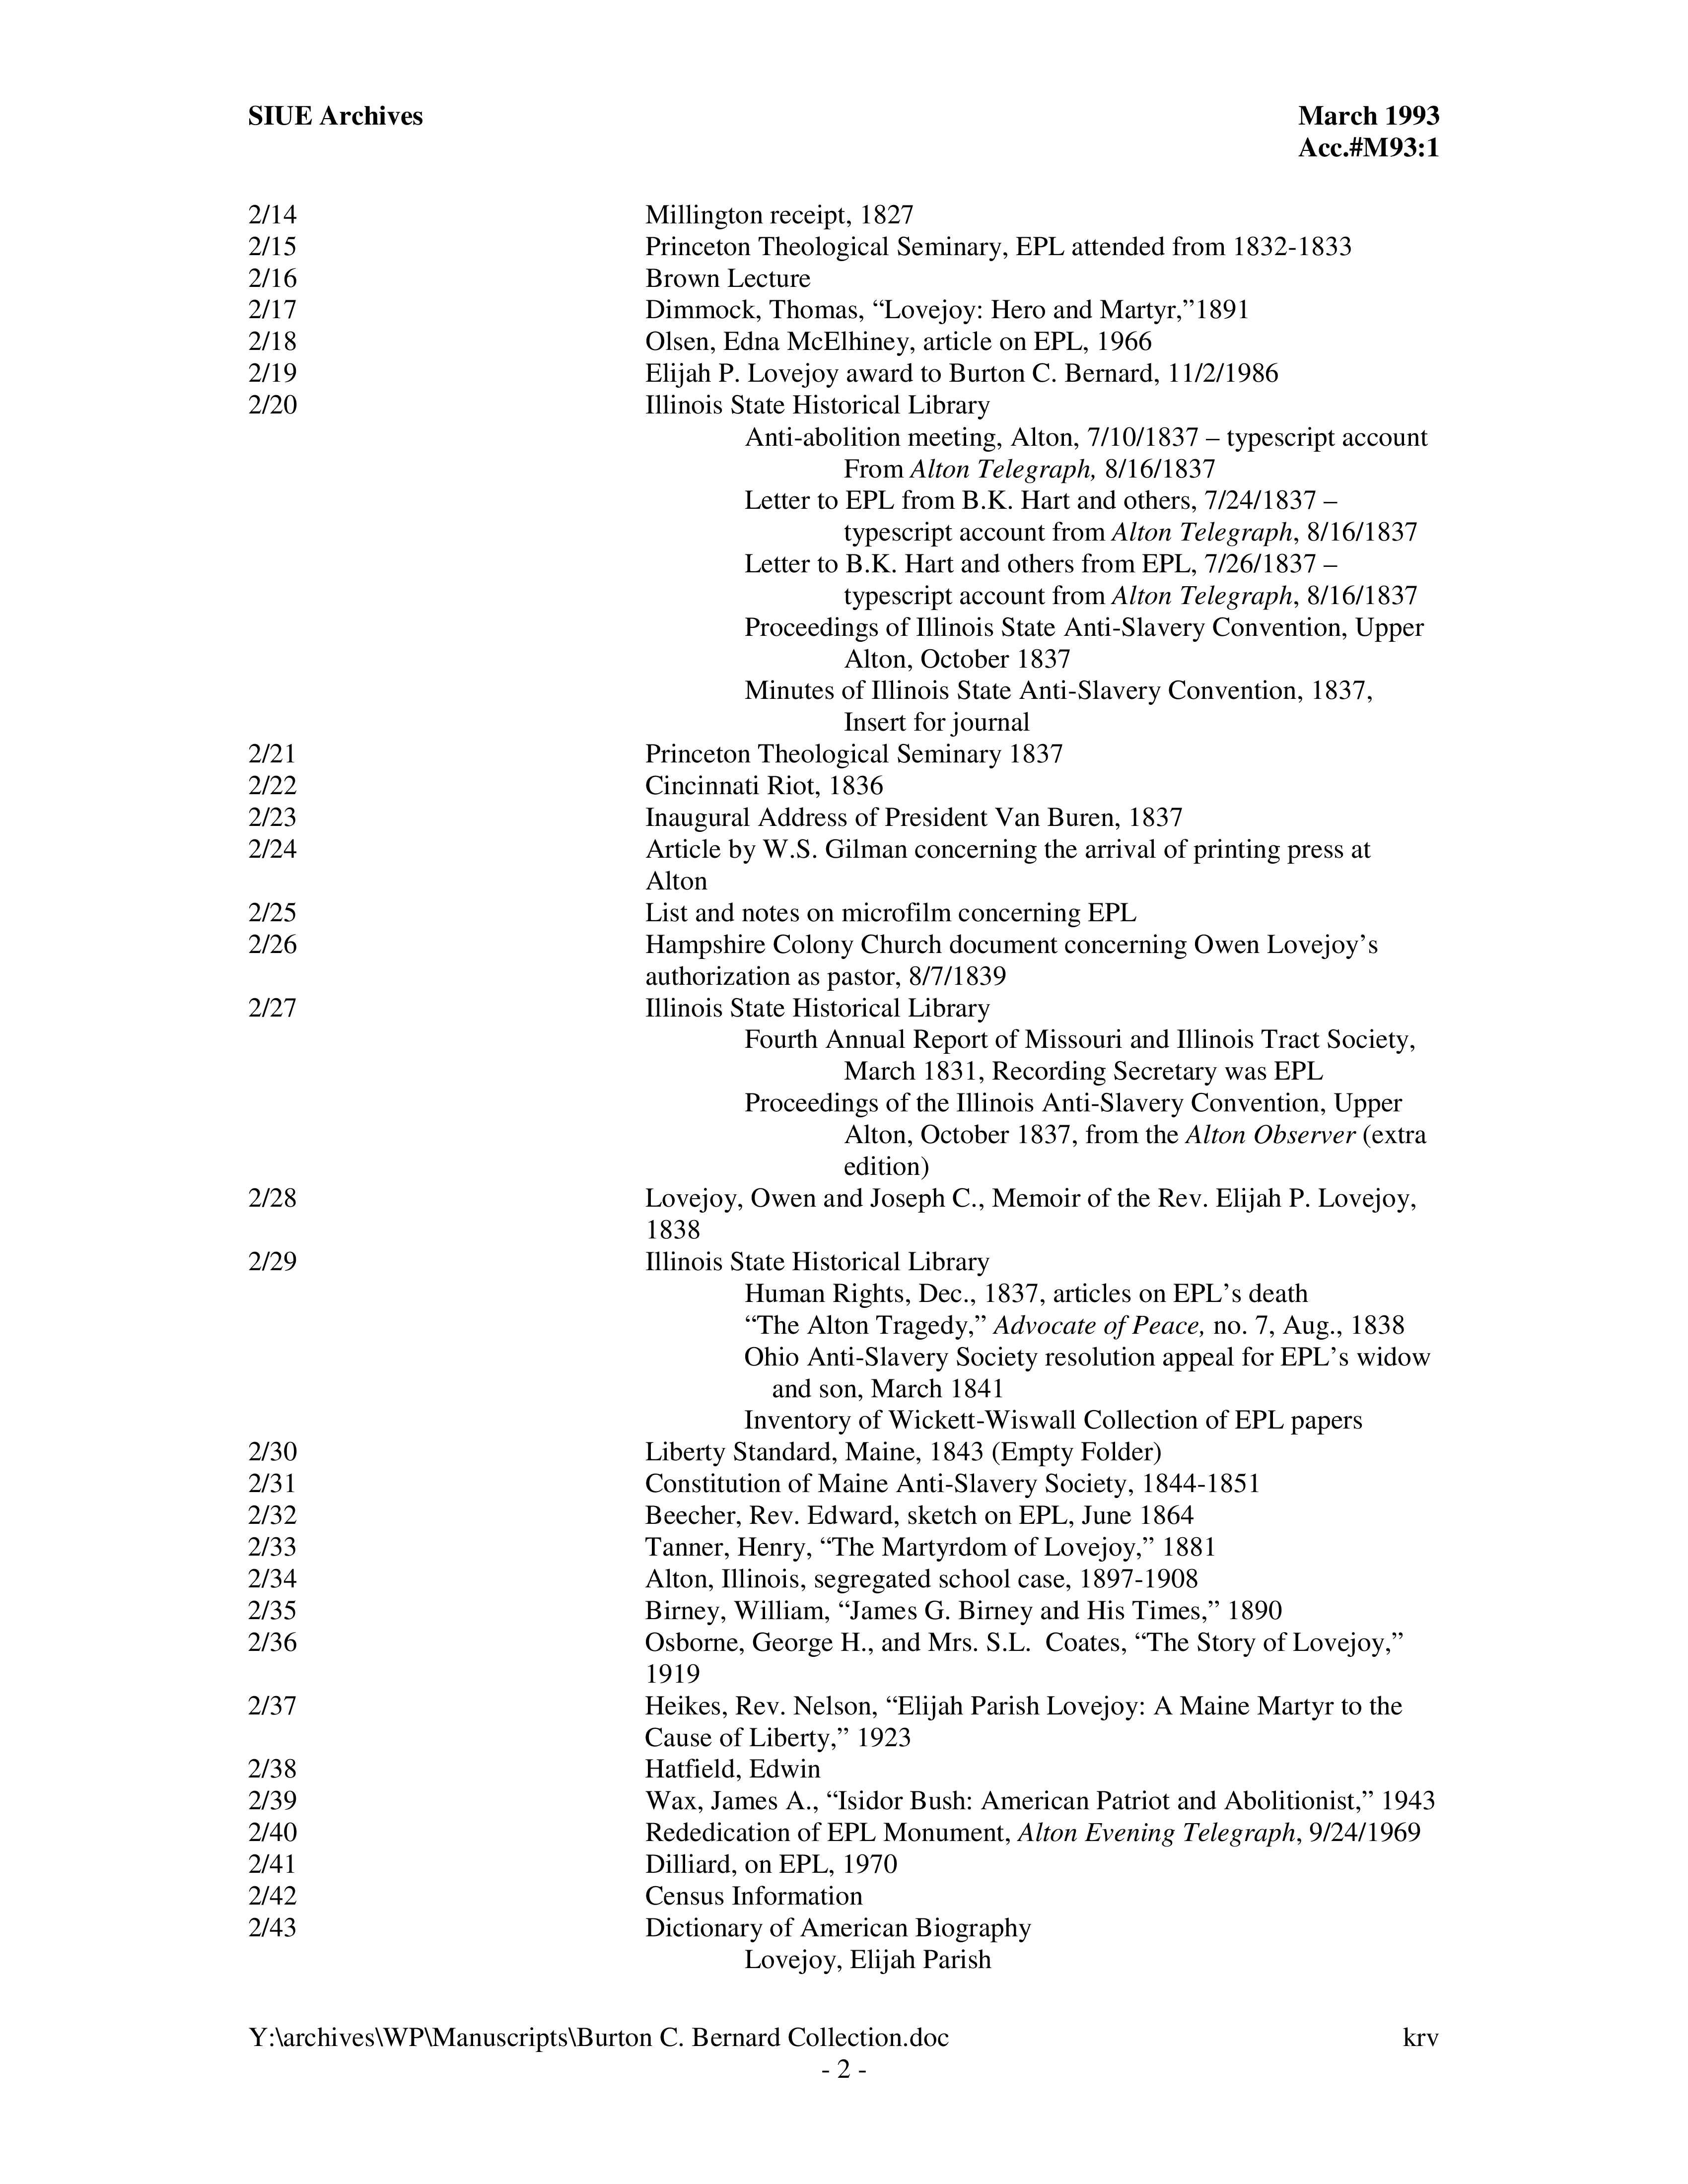 SIUE Archives March 1993
Acc.#M93:1
2/14 Millington receipt, 1827
2/15 Princeton Theological Seminary, EPL attended from 1832-1833
2/16 Brown Lecture
2/17 Dimmock, Thomas, “Lovejoy: Hero and Martyr,”1891
2/18 Olsen, Edna McElhiney, article on EPL, 1966
2/19 Elijah P. Lovejoy award to Burton C. Bernard, 11/2/1986
2/20 Illinois State Historical Library
Anti-abolition meeting, Alton, 7/10/1837 – typescript account
From Alton Telegraph, 8/16/1837
Letter to EPL from B.K. Hart and others, 7/24/1837 –
typescript account from Alton Telegraph, 8/16/1837
Letter to B.K. Hart and others from EPL, 7/26/1837 –
typescript account from Alton Telegraph, 8/16/1837
Proceedings of Illinois State Anti-Slavery Convention, Upper
Alton, October 1837
Minutes of Illinois State Anti-Slavery Convention, 1837,
Insert for journal
2/21 Princeton Theological Seminary 1837
2/22 Cincinnati Riot, 1836
2/23 Inaugural Address of President Van Buren, 1837
2/24 Article by W.S. Gilman concerning the arrival of printing press at
Alton
2/25 List and notes on microfilm concerning EPL
2/26 Hampshire Colony Church document concerning Owen Lovejoy’s
authorization as pastor, 8/7/1839
2/27 Illinois State Historical Library
Fourth Annual Report of Missouri and Illinois Tract Society,
March 1831, Recording Secretary was EPL
Proceedings of the Illinois Anti-Slavery Convention, Upper
Alton, October 1837, from the Alton Observer (extra
edition)
2/28 Lovejoy, Owen and Joseph C., Memoir of the Rev. Elijah P. Lovejoy,
1838
2/29 Illinois State Historical Library
Human Rights, Dec., 1837, articles on EPL’s death
“The Alton Tragedy,” Advocate of Peace, no. 7, Aug., 1838
Ohio Anti-Slavery Society resolution appeal for EPL’s widow
and son, March 1841
Inventory of Wickett-Wiswall Collection of EPL papers
2/30 Liberty Standard, Maine, 1843 (Empty Folder)
2/31 Constitution of Maine Anti-Slavery Society, 1844-1851
2/32 Beecher, Rev. Edward, sketch on EPL, June 1864
2/33 Tanner, Henry, “The Martyrdom of Lovejoy,” 1881
2/34 Alton, Illinois, segregated school case, 1897-1908
2/35 Birney, William, “James G. Birney and His Times,” 1890
2/36 Osborne, George H., and Mrs. S.L.  Coates, “The Story of Lovejoy,”
1919
2/37 Heikes, Rev. Nelson, “Elijah Parish Lovejoy: A Maine Martyr to the
Cause of Liberty,” 1923
2/38 Hatfield, Edwin
2/39 Wax, James A., “Isidor Bush: American Patriot and Abolitionist,” 1943
2/40 Rededication of EPL Monument, Alton Evening Telegraph, 9/24/1969
2/41 Dilliard, on EPL, 1970
2/42 Census Information
2/43 Dictionary of American Biography
Lovejoy, Elijah Parish
Y:\archives\WP\Manuscripts\Burton C. Bernard Collection.doc krv
- 2 -